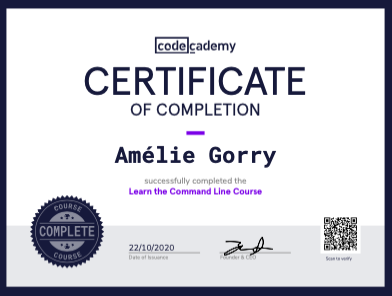 codecademy
CERTIFICATE
OF COMPLETION
Amélie Gorry
successfully completed the
Learn the Command Line Course
COURSE
COMPLETE
COURSE
22/10/2020
Date of Issuance
Founder & CEO
Scan to verify